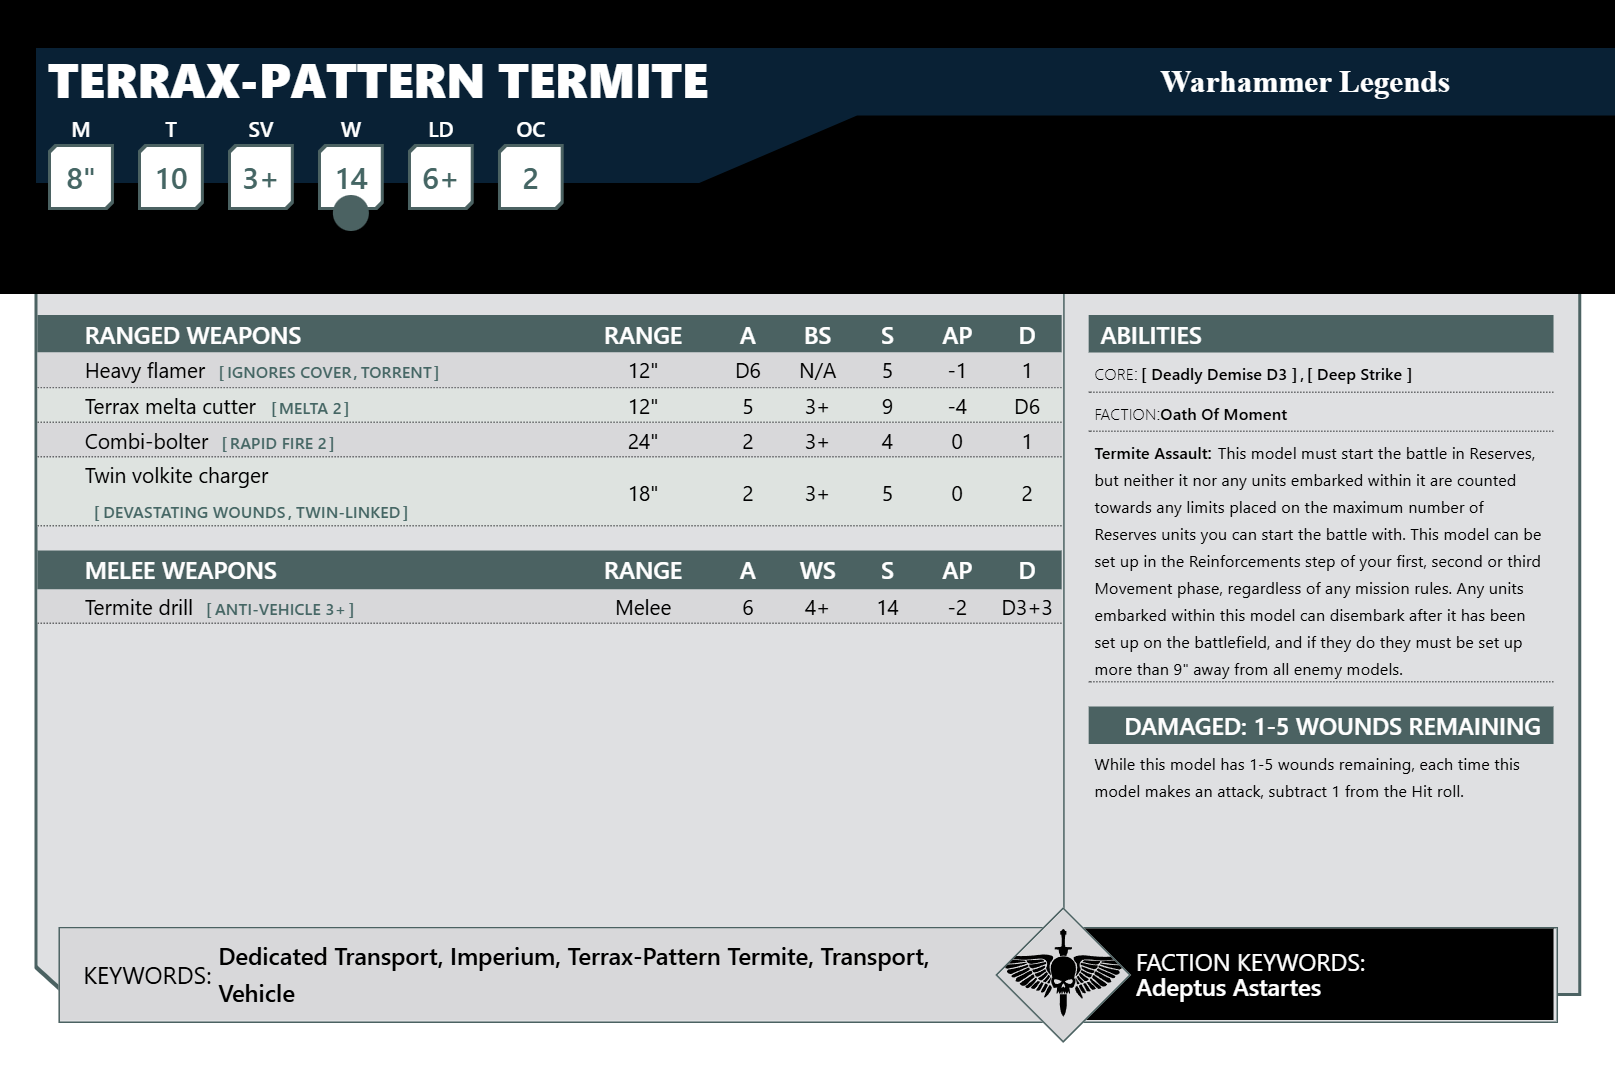 TERRAX-PATTERN TERMITE
Warhammer Legends
M T SV W LD OC
8" 10 3+ 14 6+ 2
RANGED WEAPONS RANGE A BS S AP D
Heavy flamer [ IGNORES COVER, TORRENT ] 12" D6 N/A 5 -1 1
Terrax melta cutter [ MELTA 2 ] 12" 5 3+ 9 -4 D6
Combi-bolter [ RAPID FIRE 2 ] 24" 2 3+ 4 0 1
Twin volkite charger
[ DEVASTATING WOUNDS, TWIN-LINKED ] 18" 2 3+ 5 0 2
MELEE WEAPONS RANGE A WS S AP D
Termite drill [ ANTI-VEHICLE 3+ ] Melee 6 4+ 14 -2 D3+3
ABILITIES
CORE: [ Deadly Demise D3 ] , [ Deep Strike ]
FACTION:Oath Of Moment
Termite Assault: This model must start the battle in Reserves,
but neither it nor any units embarked within it are counted
towards any limits placed on the maximum number of
Reserves units you can start the battle with. This model can be
set up in the Reinforcements step of your first, second or third
Movement phase, regardless of any mission rules. Any units
embarked within this model can disembark after it has been
set up on the battlefield, and if they do they must be set up
more than 9" away from all enemy models.
DAMAGED: 1-5 WOUNDS REMAINING
While this model has 1-5 wounds remaining, each time this
model makes an attack, subtract 1 from the Hit roll.
KEYWORDS: Dedicated Transport, Imperium, Terrax-Pattern Termite, Transport,
Vehicle
FACTION KEYWORDS:
Adeptus Astartes